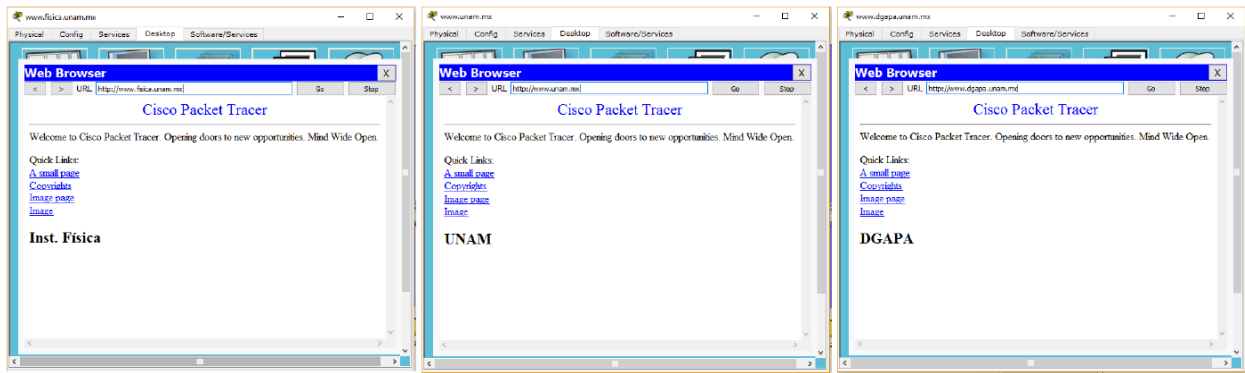 www.fisica.unam.mx
Physical Config Services Desktop Software/Services
Web Browser X
< > URL http://www.fisica.unam.mx Go Stop
Cisco Packet Tracer
Welcome to Cisco Packet Tracer. Opening doors to new opportunities. Mind Wide Open.
Quick Links:
A small page
Copyrights
Image page
Image
Inst. Física
www.unam.mx
Physical Config Services Desktop Software/Services
Web Browser X
< > URL http://www.unam.mx Go Stop
Cisco Packet Tracer
Welcome to Cisco Packet Tracer. Opening doors to new opportunities. Mind Wide Open.
Quick Links:
A small page
Copyrights
Image page
Image
UNAM
www.dgapa.unam.mx
Physical Config Services Desktop Software/Services
Web Browser X
< > URL http://www.dgapa.unam.mx Go Stop
Cisco Packet Tracer
Welcome to Cisco Packet Tracer. Opening doors to new opportunities. Mind Wide Open.
Quick Links:
A small page
Copyrights
Image page
Image
DGAPA